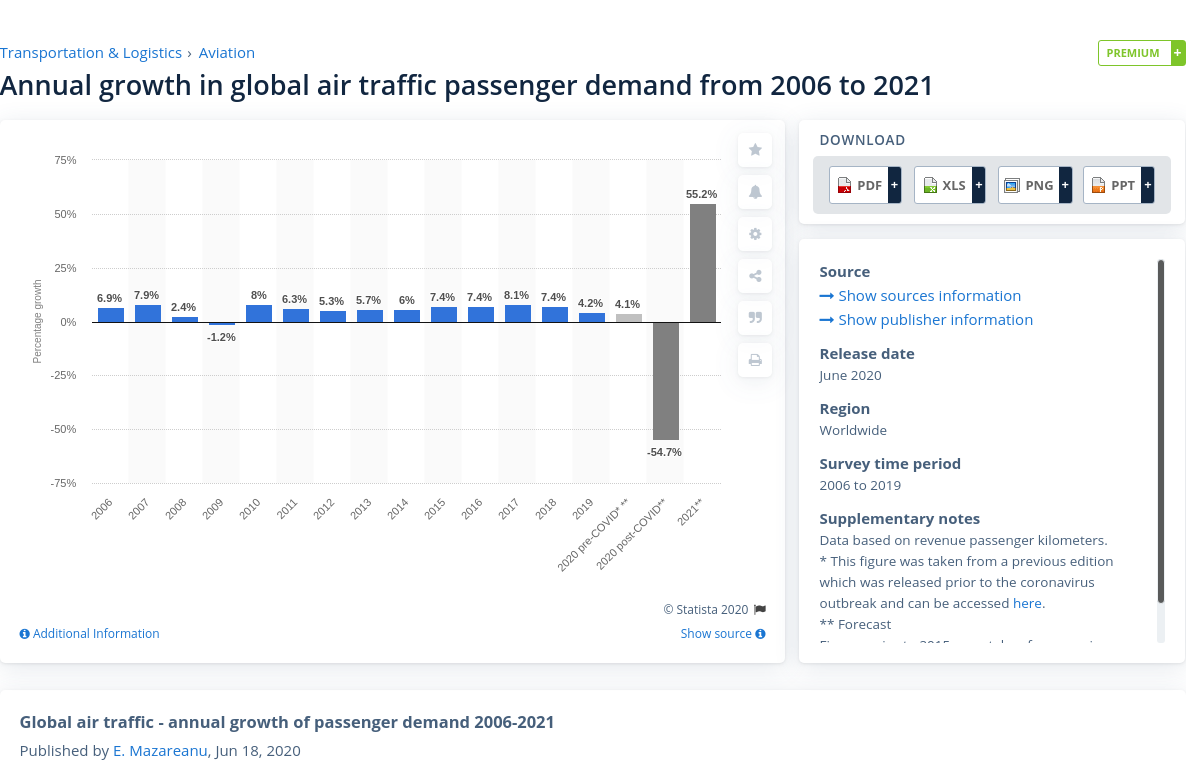 Transportation & Logistics › Aviation
PREMIUM +
Annual growth in global air traffic passenger demand from 2006 to 2021
75%
50%
25%
0%
-25%
-50%
-75%
Percentage growth
6.9%
7.9%
2.4%
-1.2%
8%
6.3%
5.3%
5.7%
6%
7.4%
7.4%
8.1%
7.4%
4.2%
4.1%
-54.7%
55.2%
2006
2007
2008
2009
2010
2011
2012
2013
2014
2015
2016
2017
2018
2019
2020 pre-COVID* **
2020 post-COVID**
2021**
© Statista 2020
Additional Information
Show source
DOWNLOAD
PDF + XLS + PNG + PPT +
Source
Show sources information
Show publisher information
Release date
June 2020
Region
Worldwide
Survey time period
2006 to 2019
Supplementary notes
Data based on revenue passenger kilometers.
* This figure was taken from a previous edition
which was released prior to the coronavirus
outbreak and can be accessed here.
** Forecast
Global air traffic - annual growth of passenger demand 2006-2021
Published by E. Mazareanu, Jun 18, 2020